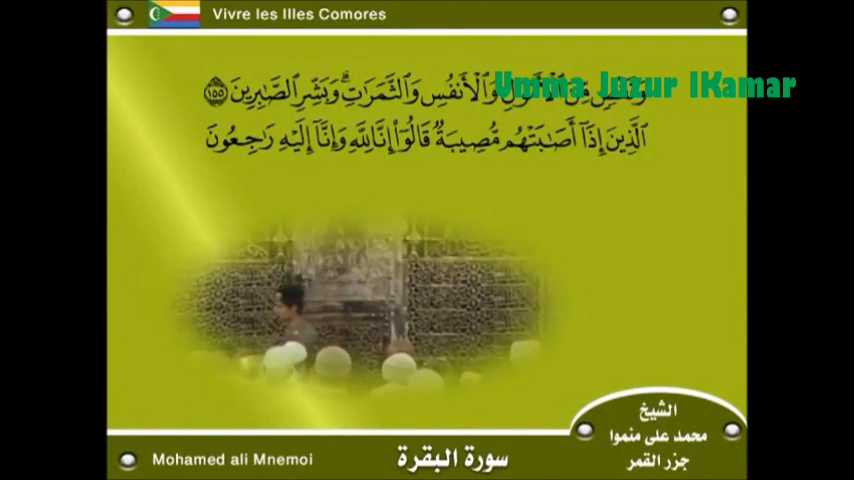 Vivre les Illes Comores
Umma Juzur lKamar
وَنَقْصٍ مِّنَ ٱلْأَمْوَٰلِ وَٱلْأَنفُسِ وَٱلثَّمَرَٰتِ ۗ وَبَشِّرِ ٱلصَّـٰبِرِينَ ١٥٥
ٱلَّذِينَ إِذَآ أَصَـٰبَتْهُم مُّصِيبَةٌ قَالُوٓا۟ إِنَّا لِلَّهِ وَإِنَّآ إِلَيْهِ رَٰجِعُونَ
الشيخ
محمد على منموا
جزر القمر
Mohamed ali Mnemoi
سورة البقرة